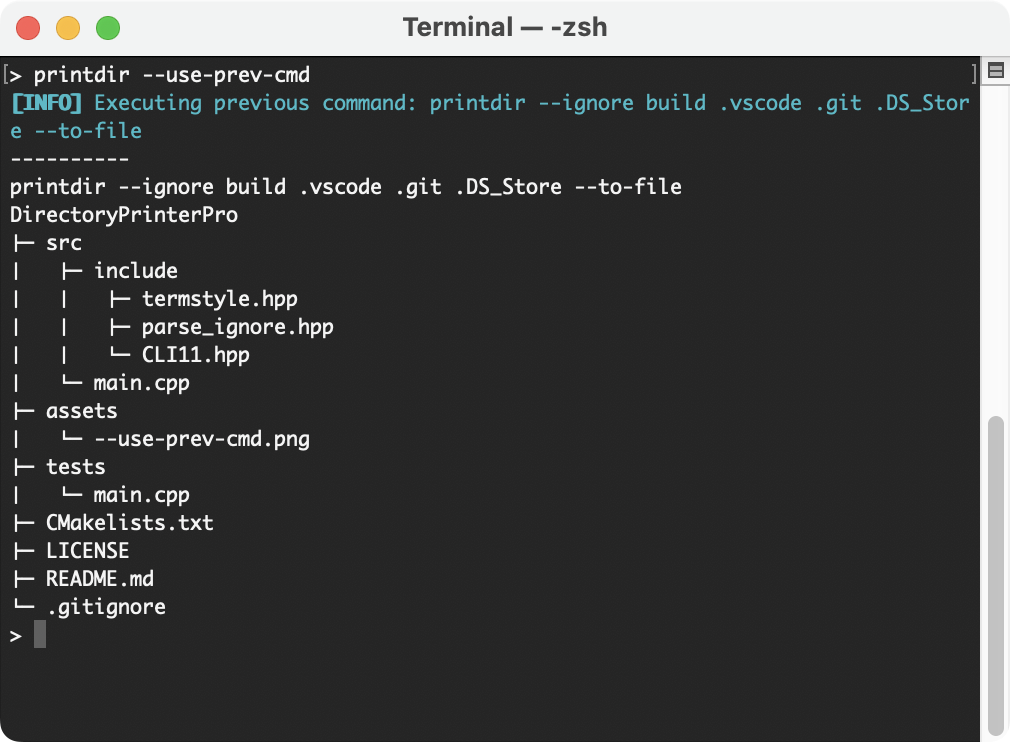 Terminal — -zsh
[> printdir --use-prev-cmd ]
[INFO] Executing previous command: printdir --ignore build .vscode .git .DS_Stor
e --to-file
----------
printdir --ignore build .vscode .git .DS_Store --to-file
DirectoryPrinterPro
├─ src
|   ├─ include
|   |   ├─ termstyle.hpp
|   |   ├─ parse_ignore.hpp
|   |   └─ CLI11.hpp
|   └─ main.cpp
├─ assets
|   └─ --use-prev-cmd.png
├─ tests
|   └─ main.cpp
├─ CMakelists.txt
├─ LICENSE
├─ README.md
└─ .gitignore
>